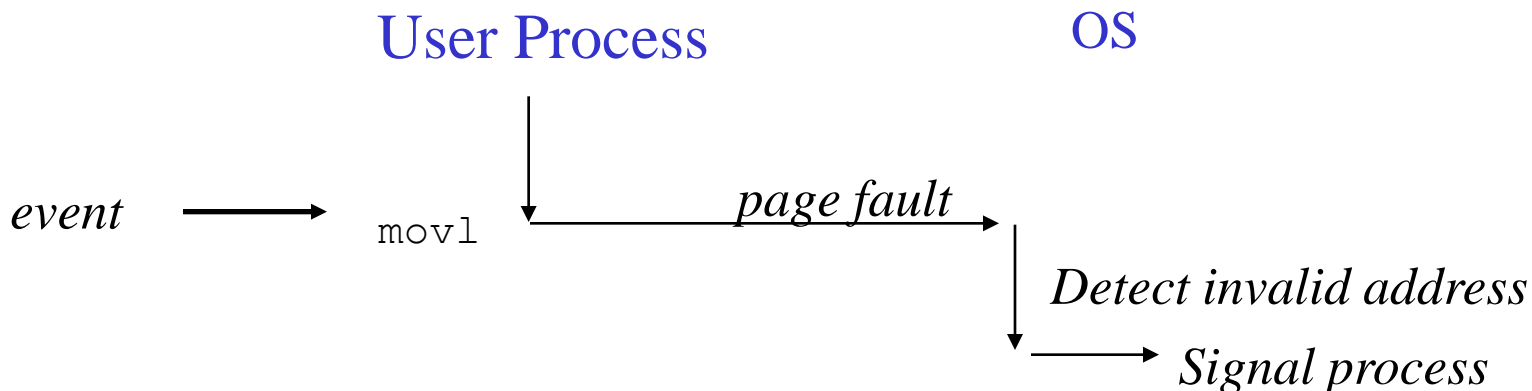 User Process
OS
event
movl
page fault
Detect invalid address
Signal process